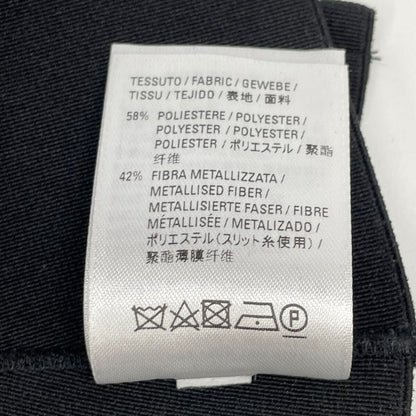 TESSUTO / FABRIC / GEWEBE /
TISSU / TEJIDO / 表地 / 面料
58% POLIESTERE / POLYESTER /
POLYESTER / POLYESTER /
POLIESTER / ポリエステル / 聚酯
纤维
42% FIBRA METALLIZZATA /
METALLISED FIBER /
METALLISIERTE FASER / FIBRE
MÉTALLISÉE / METALIZADO /
ポリエステル(スリット糸使用) /
聚酯薄膜纤维
P